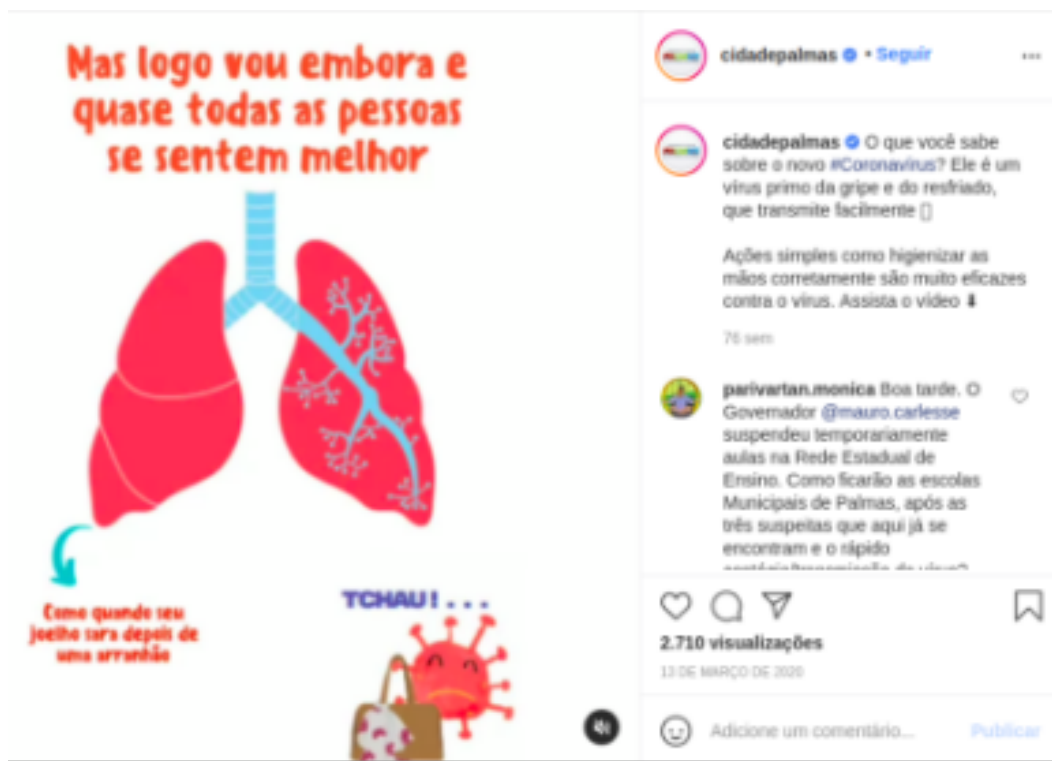 Mas logo vou embora e
quase todas as pessoas
se sentem melhor
Como quando seu
joelho sara depois de
uma arranhão
TCHAU! . . .
cidadepalmas • Seguir
cidadepalmas O que você sabe
sobre o novo #Coronavírus? Ele é um
vírus primo da gripe e do resfriado,
que transmite facilmente []
Ações simples como higienizar as
mãos corretamente são muito eficazes
contra o vírus. Assista o vídeo ⬇
76 sem
parivartan.monica Boa tarde. O
Governador @mauro.carlesse
suspendeu temporariamente
aulas na Rede Estadual de
Ensino. Como ficarão as escolas
Municipais de Palmas, após as
três suspeitas que aqui já se
encontram e o rápido
2.710 visualizações
13 DE MARÇO DE 2020
Adicione um comentário... Publicar